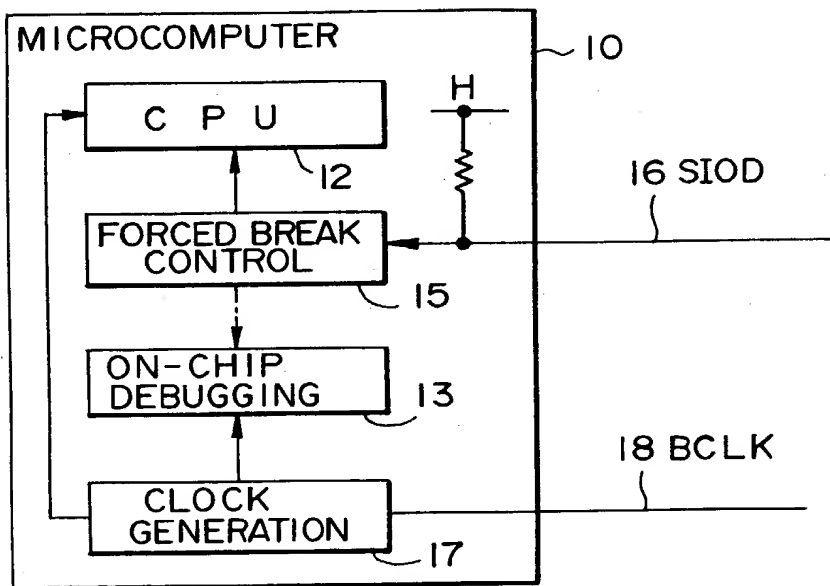 MICROCOMPUTER
10
C P U
12
H
16 SIOD
FORCED BREAK
CONTROL
15
ON-CHIP
DEBUGGING
13
18 BCLK
CLOCK
GENERATION
17